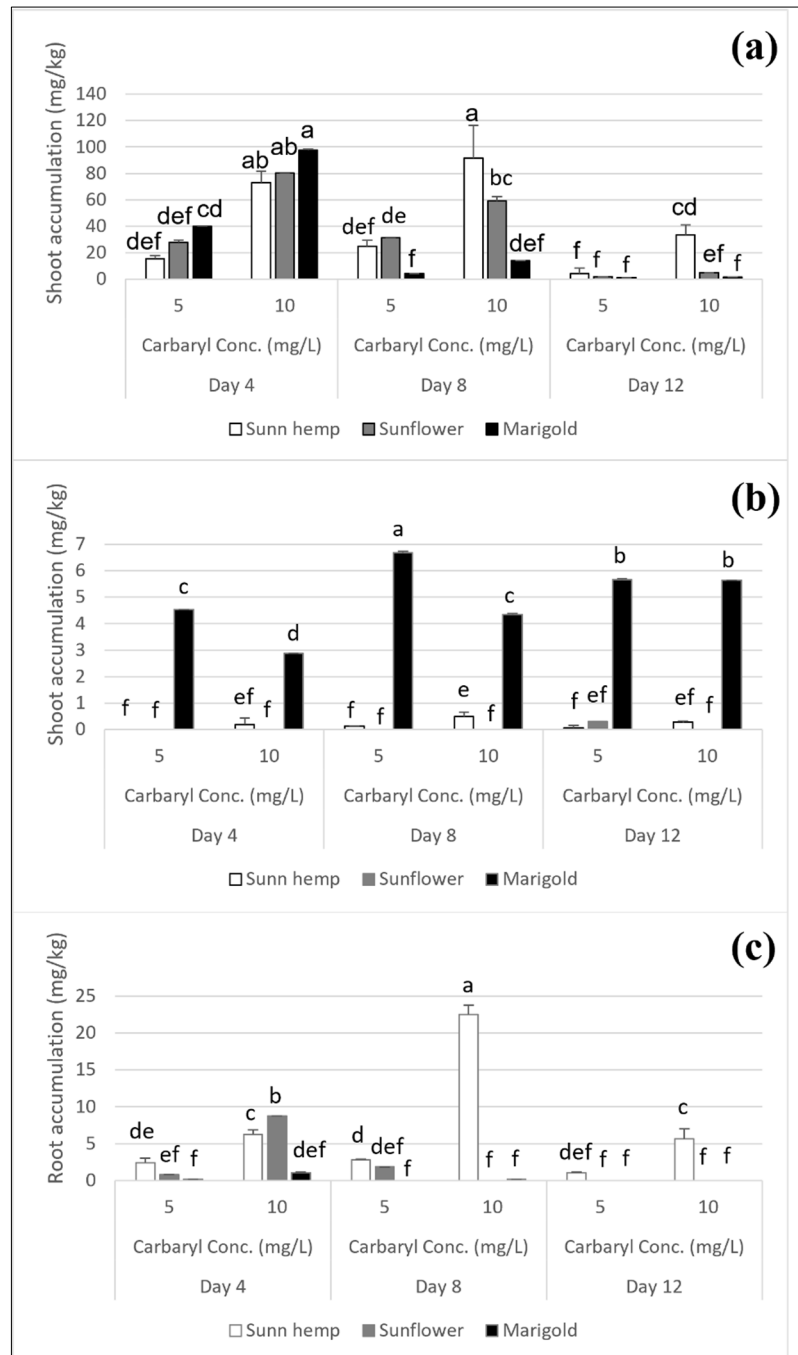 (a)
Shoot accumulation (mg/kg)
140
120
100
80
60
40
20
0
def def cd ab ab a def de f a bc def f f f cd ef f
5 10 5 10 5 10
Carbaryl Conc. (mg/L) Carbaryl Conc. (mg/L) Carbaryl Conc. (mg/L)
Day 4 Day 8 Day 12
Sunn hemp Sunflower Marigold
(b)
Shoot accumulation (mg/kg)
7
6
5
4
3
2
1
0
f f c ef f d f f a e f c f ef b ef f b
5 10 5 10 5 10
Carbaryl Conc. (mg/L) Carbaryl Conc. (mg/L) Carbaryl Conc. (mg/L)
Day 4 Day 8 Day 12
Sunn hemp Sunflower Marigold
(c)
Root accumulation (mg/kg)
25
20
15
10
5
0
de ef f c b def d def f a f f def f f c f f
5 10 5 10 5 10
Carbaryl Conc. (mg/L) Carbaryl Conc. (mg/L) Carbaryl Conc. (mg/L)
Day 4 Day 8 Day 12
Sunn hemp Sunflower Marigold